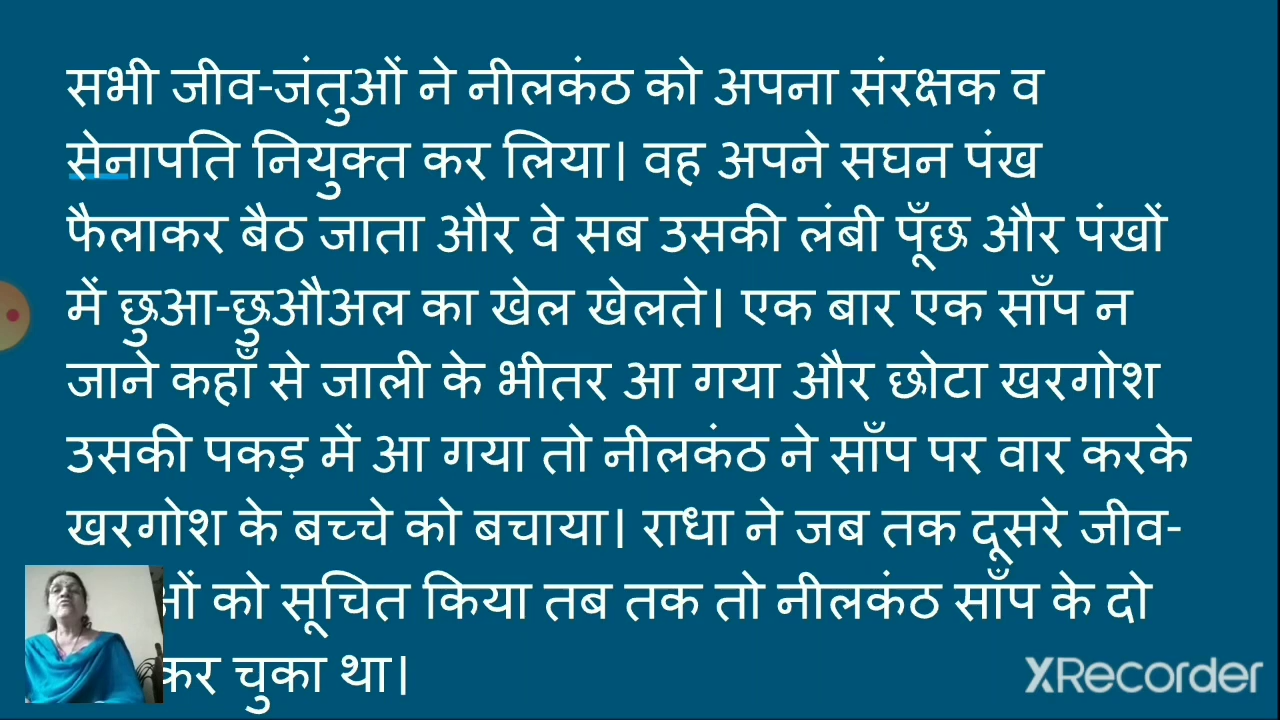 सभी जीव-जंतुओं ने नीलकंठ को अपना संरक्षक व
सेनापति नियुक्त कर लिया। वह अपने सघन पंख
फैलाकर बैठ जाता और वे सब उसकी लंबी पूँछ और पंखों
में छुआ-छुऔअल का खेल खेलते। एक बार एक साँप न
जाने कहाँ से जाली के भीतर आ गया और छोटा खरगोश
उसकी पकड़ में आ गया तो नीलकंठ ने साँप पर वार करके
खरगोश के बच्चे को बचाया। राधा ने जब तक दूसरे जीव-
को सूचित किया तब तक तो नीलकंठ साँप के दो
कर चुका था।
XRecorder